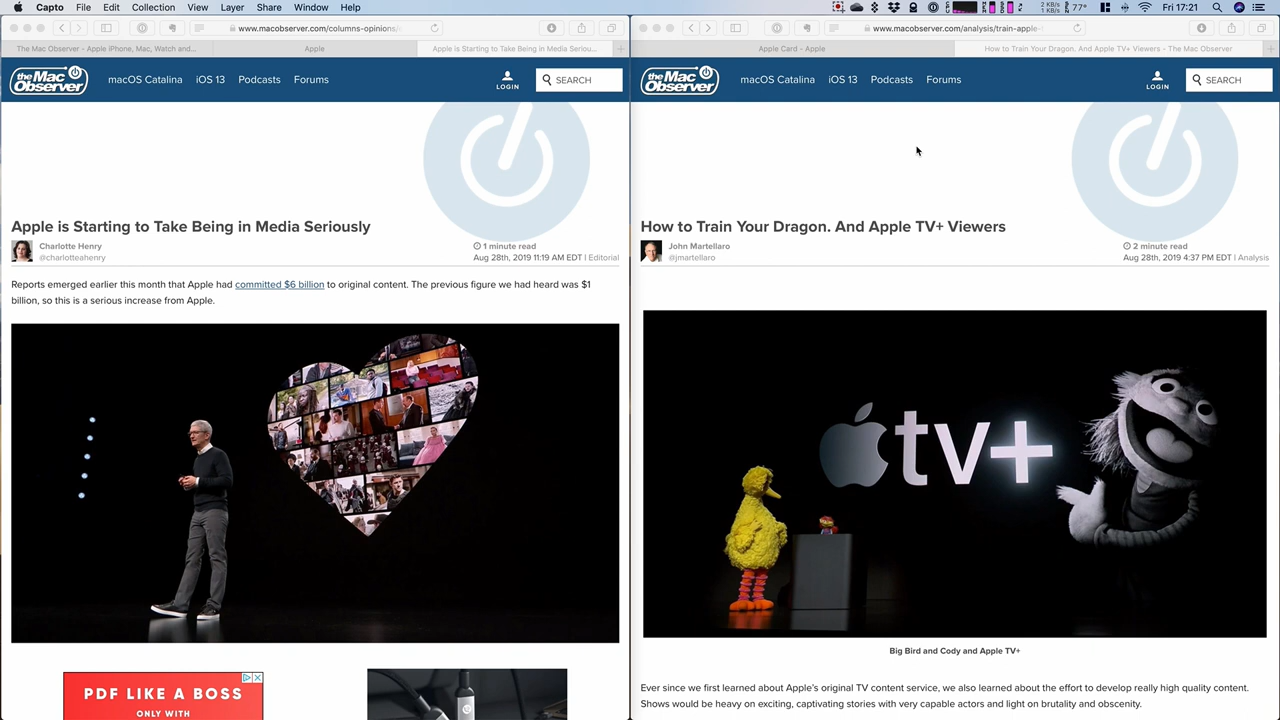 Capto File Edit Collection View Layer Share Window Help
77° Fri 17:21
www.macobserver.com/columns-opinions/
The Mac Observer - Apple iPhone, Mac, Watch and...
Apple
Apple is Starting to Take Being in Media Seriou...
the Mac Observer
macOS Catalina iOS 13 Podcasts Forums
LOGIN
SEARCH
Apple is Starting to Take Being in Media Seriously
Charlotte Henry
@charlotteahenry
1 minute read
Aug 28th, 2019 11:19 AM EDT | Editorial
Reports emerged earlier this month that Apple had committed $6 billion to original content. The previous figure we had heard was $1
billion, so this is a serious increase from Apple.
PDF LIKE A BOSS
ONLY WITH
www.macobserver.com/analysis/train-apple-
Apple Card - Apple
How to Train Your Dragon, And Apple TV+ Viewers - The Mac Observer
the Mac Observer
macOS Catalina iOS 13 Podcasts Forums
LOGIN
SEARCH
How to Train Your Dragon. And Apple TV+ Viewers
John Martellaro
@jmartellaro
2 minute read
Aug 28th, 2019 4:37 PM EDT | Analysis
tv+
Big Bird and Cody and Apple TV+
Ever since we first learned about Apple's original TV content service, we also learned about the effort to develop really high quality content.
Shows would be heavy on exciting, captivating stories with very capable actors and light on brutality and obscenity.